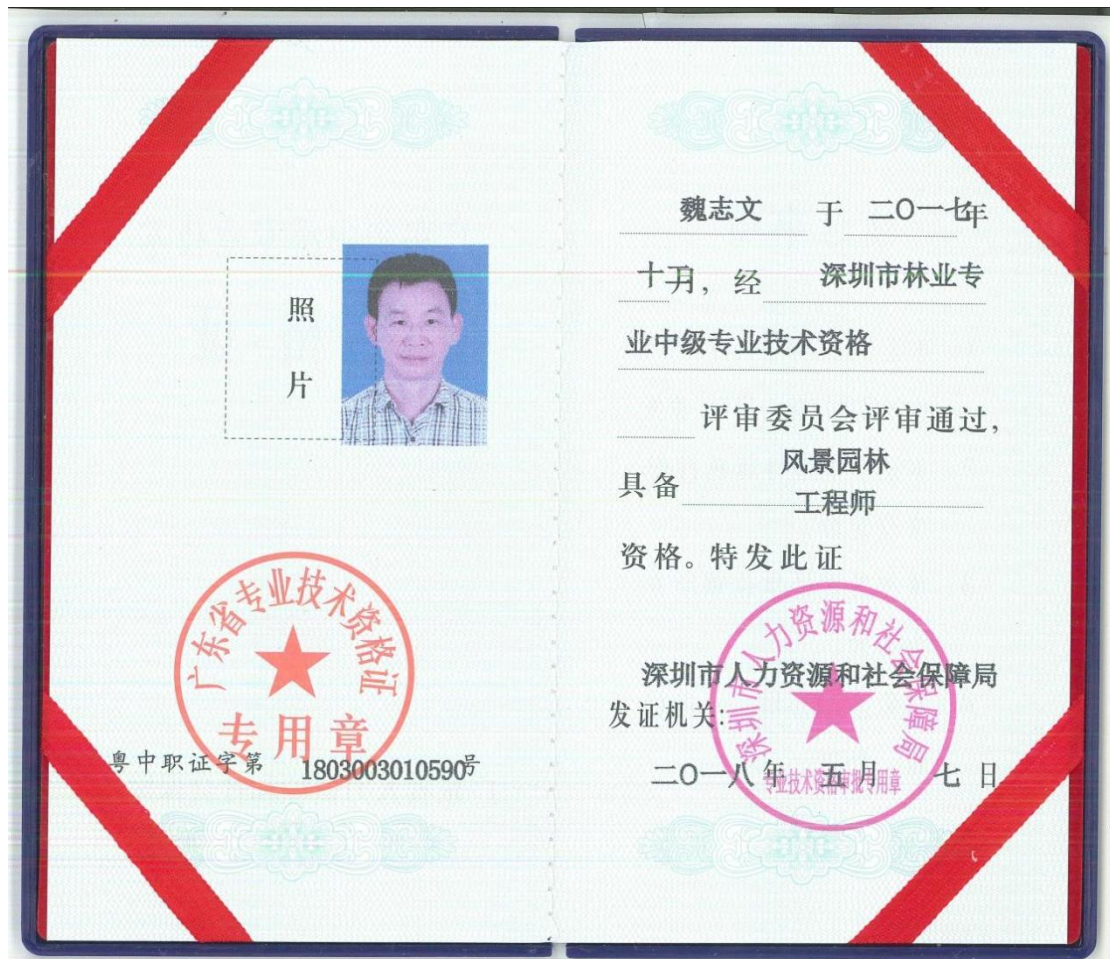 照
片
广东省专业技术资格证
专用章
粤中职证字第 1803003010590号
魏志文 于 二〇一七年
十月，经 深圳市林业专
业中级专业技术资格
评审委员会评审通过，
具备 风景园林
工程师
资格。特发此证
深圳市人力资源和社会保障局
深圳市人力资源和社会保障局
发证机关：
二〇一八年 五月 七日
专业技术资格审批专用章